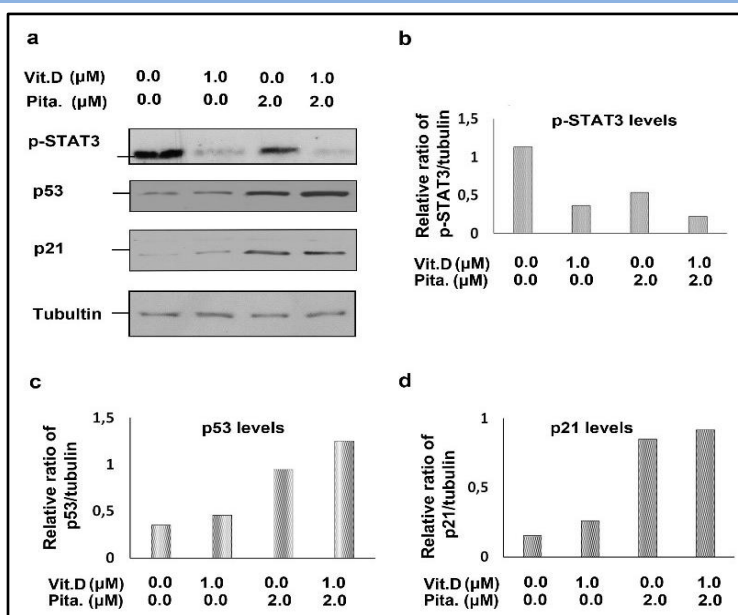 a
Vit.D (µM) 0.0 1.0 0.0 1.0
Pita. (µM) 0.0 0.0 2.0 2.0
p-STAT3
p53
p21
Tubultin
b
p-STAT3 levels
Relative ratio of
p-STAT3/tubulin
1,5
1
0,5
0
Vit.D (µM) 0.0 1.0 0.0 1.0
Pita. (µM) 0.0 0.0 2.0 2.0
c
p53 levels
Relative ratio of
p53/tubulin
1,5
1
0,5
0
Vit.D (µM) 0.0 1.0 0.0 1.0
Pita. (µM) 0.0 0.0 2.0 2.0
d
p21 levels
Relative ratio of
p21/tubulin
1
0,5
0
Vit.D (µM) 0.0 1.0 0.0 1.0
Pita. (µM) 0.0 0.0 2.0 2.0